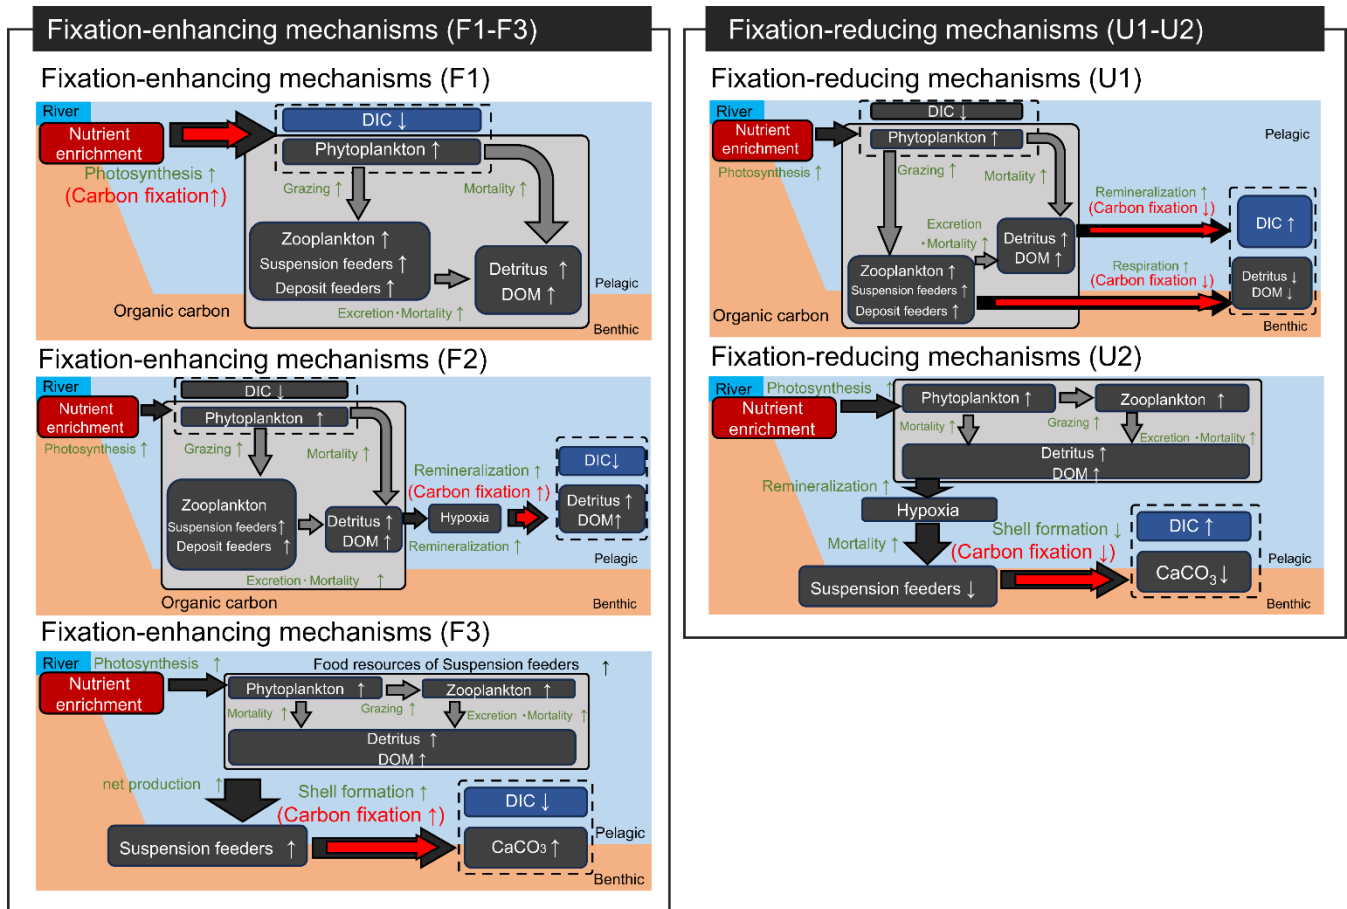 Fixation-enhancing mechanisms (F1-F3)
Fixation-enhancing mechanisms (F1)
River
Nutrient
enrichment
Photosynthesis ↑
(Carbon fixation↑)
DIC ↓
Phytoplankton ↑
Grazing ↑
Mortality ↑
Zooplankton ↑
Suspension feeders ↑
Deposit feeders ↑
Detritus ↑
DOM ↑
Excretion・Mortality ↑
Organic carbon
Pelagic
Benthic
Fixation-enhancing mechanisms (F2)
River
Nutrient
enrichment
Photosynthesis ↑
DIC ↓
Phytoplankton ↑
Grazing ↑
Mortality ↑
Zooplankton
Suspension feeders ↑
Deposit feeders ↑
Detritus ↑
DOM ↑
Excretion・Mortality ↑
Hypoxia
Remineralization ↑
(Carbon fixation ↑)
Remineralization ↑
DIC↓
Detritus ↑
DOM↑
Organic carbon
Pelagic
Benthic
Fixation-enhancing mechanisms (F3)
River
Photosynthesis ↑
Nutrient
enrichment
Food resources of Suspension feeders ↑
Phytoplankton ↑
Zooplankton ↑
Mortality ↑
Grazing ↑
Excretion・Mortality ↑
Detritus ↑
DOM ↑
net production ↑
Shell formation ↑
(Carbon fixation ↑)
Suspension feeders ↑
DIC ↓
CaCO3 ↑
Pelagic
Benthic
Fixation-reducing mechanisms (U1-U2)
Fixation-reducing mechanisms (U1)
River
Nutrient
enrichment
Photosynthesis ↑
DIC ↓
Phytoplankton ↑
Grazing ↑
Mortality ↑
Excretion
・Mortality ↑
Detritus ↑
DOM ↑
Zooplankton ↑
Suspension feeders ↑
Deposit feeders ↑
Remineralization ↑
(Carbon fixation ↓)
Respiration ↑
(Carbon fixation ↓)
DIC ↑
Detritus ↓
DOM ↓
Organic carbon
Pelagic
Benthic
Fixation-reducing mechanisms (U2)
River
Photosynthesis ↑
Nutrient
enrichment
Phytoplankton ↑
Zooplankton ↑
Mortality ↑
Grazing ↑
Excretion・Mortality ↑
Detritus ↑
DOM ↑
Remineralization ↑
Hypoxia
Mortality ↑
Shell formation ↓
(Carbon fixation ↓)
Suspension feeders ↓
DIC ↑
CaCO₃ ↓
Pelagic
Benthic